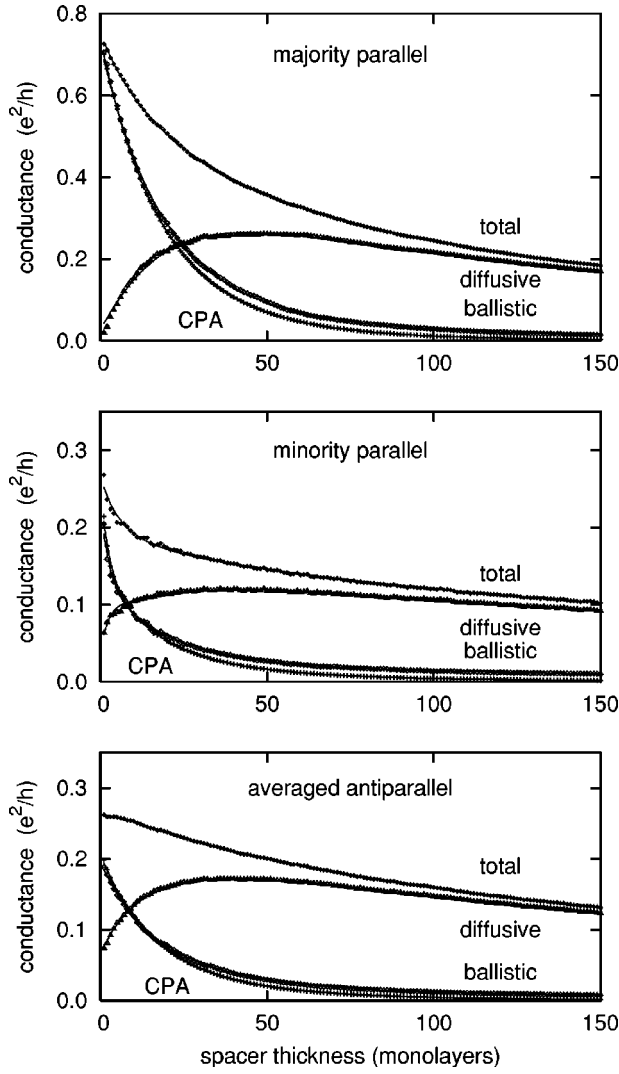 0.8
majority parallel
0.6
conductance (e²/h)
0.4
total
0.2
diffusive
ballistic
CPA
0.0
0 50 100 150
0.3
minority parallel
conductance (e²/h)
0.2
total
0.1
diffusive
ballistic
CPA
0.0
0 50 100 150
0.3
averaged antiparallel
conductance (e²/h)
0.2
total
0.1
diffusive
ballistic
CPA
0.0
0 50 100 150
spacer thickness (monolayers)